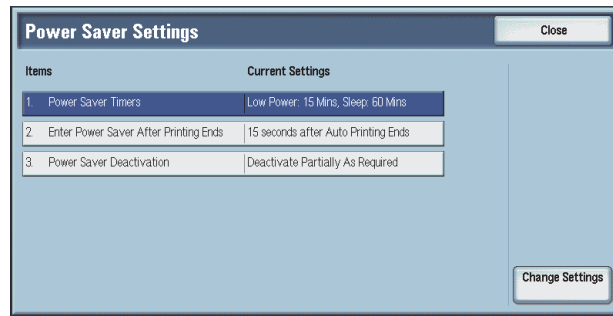 Power Saver Settings Close
Items Current Settings
1. Power Saver Timers Low Power: 15 Mins, Sleep: 60 Mins
2. Enter Power Saver After Printing Ends 15 seconds after Auto Printing Ends
3. Power Saver Deactivation Deactivate Partially As Required
Change Settings